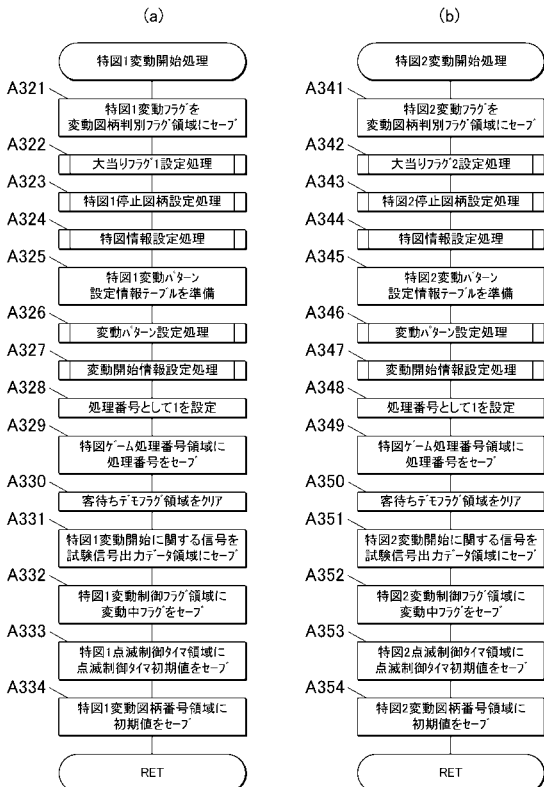 (a)
特図1変動開始処理
A321
特図1変動フラグを
変動図柄判別フラグ領域にセーブ
A322
大当りフラグ1設定処理
A323
特図1停止図柄設定処理
A324
特図情報設定処理
A325
特図1変動パターン
設定情報テーブルを準備
A326
変動パターン設定処理
A327
変動開始情報設定処理
A328
処理番号として1を設定
A329
特図ゲーム処理番号領域に
処理番号をセーブ
A330
客待ちデモフラグ領域をクリア
A331
特図1変動開始に関する信号を
試験信号出力データ領域にセーブ
A332
特図1変動制御フラグ領域に
変動中フラグをセーブ
A333
特図1点滅制御タイマ領域に
点滅制御タイマ初期値をセーブ
A334
特図1変動図柄番号領域に
初期値をセーブ
RET
(b)
特図2変動開始処理
A341
特図2変動フラグを
変動図柄判別フラグ領域にセーブ
A342
大当りフラグ2設定処理
A343
特図2停止図柄設定処理
A344
特図情報設定処理
A345
特図2変動パターン
設定情報テーブルを準備
A346
変動パターン設定処理
A347
変動開始情報設定処理
A348
処理番号として1を設定
A349
特図ゲーム処理番号領域に
処理番号をセーブ
A350
客待ちデモフラグ領域をクリア
A351
特図2変動開始に関する信号を
試験信号出力データ領域にセーブ
A352
特図2変動制御フラグ領域に
変動中フラグをセーブ
A353
特図2点滅制御タイマ領域に
点滅制御タイマ初期値をセーブ
A354
特図2変動図柄番号領域に
初期値をセーブ
RET